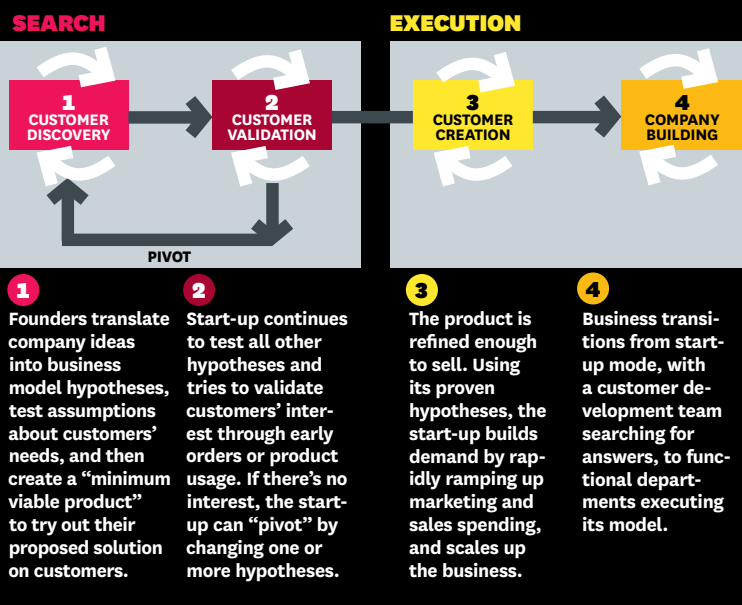 SEARCH
EXECUTION
1
CUSTOMER
DISCOVERY
2
CUSTOMER
VALIDATION
3
CUSTOMER
CREATION
4
COMPANY
BUILDING
PIVOT
1
Founders translate
company ideas
into business
model hypotheses,
test assumptions
about customers’
needs, and then
create a “minimum
viable product”
to try out their
proposed solution
on customers.
2
Start-up continues
to test all other
hypotheses and
tries to validate
customers’ inter-
est through early
orders or product
usage. If there’s no
interest, the start-
up can “pivot” by
changing one or
more hypotheses.
3
The product is
refined enough
to sell. Using
its proven
hypotheses, the
start-up builds
demand by rap-
idly ramping up
marketing and
sales spending,
and scales up
the business.
4
Business transi-
tions from start-
up mode, with
a customer de-
velopment team
searching for
answers, to func-
tional depart-
ments executing
its model.